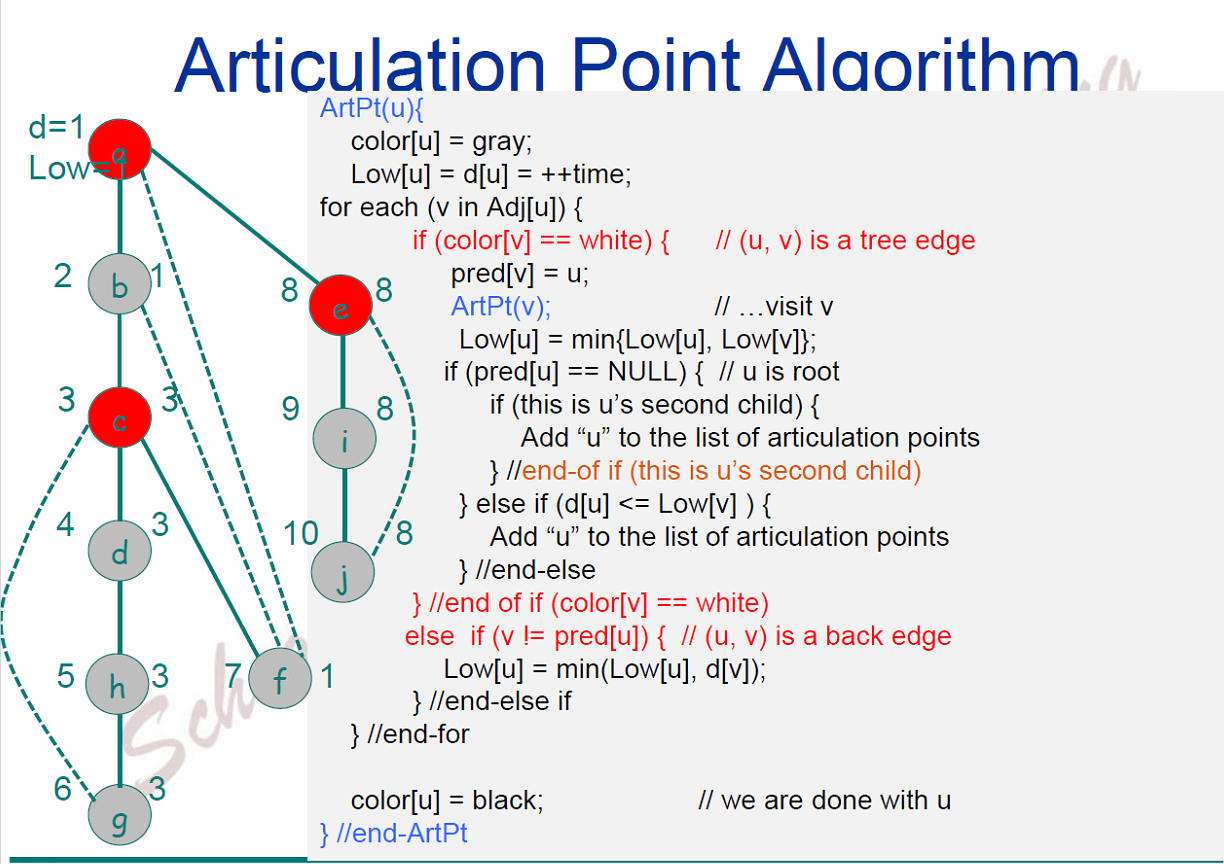 Articulation Point Algorithm
ArtPt(u){
color[u] = gray;
Low[u] = d[u] = ++time;
for each (v in Adj[u]) {
if (color[v] == white) { // (u, v) is a tree edge
pred[v] = u;
ArtPt(v); // …visit v
Low[u] = min{Low[u], Low[v]};
if (pred[u] == NULL) { // u is root
if (this is u’s second child) {
Add “u” to the list of articulation points
} //end-of if (this is u’s second child)
} else if (d[u] <= Low[v] ) {
Add “u” to the list of articulation points
} //end-else
} //end of if (color[v] == white)
else if (v != pred[u]) { // (u, v) is a back edge
Low[u] = min(Low[u], d[v]);
} //end-else if
} //end-for
color[u] = black; // we are done with u
} //end-ArtPt
d=1
a
Low=1
2 b 1
8 e 8
3 c 3
9 i 8
4 d 3
10 j 8
5 h 3
7 f 1
6 g 3